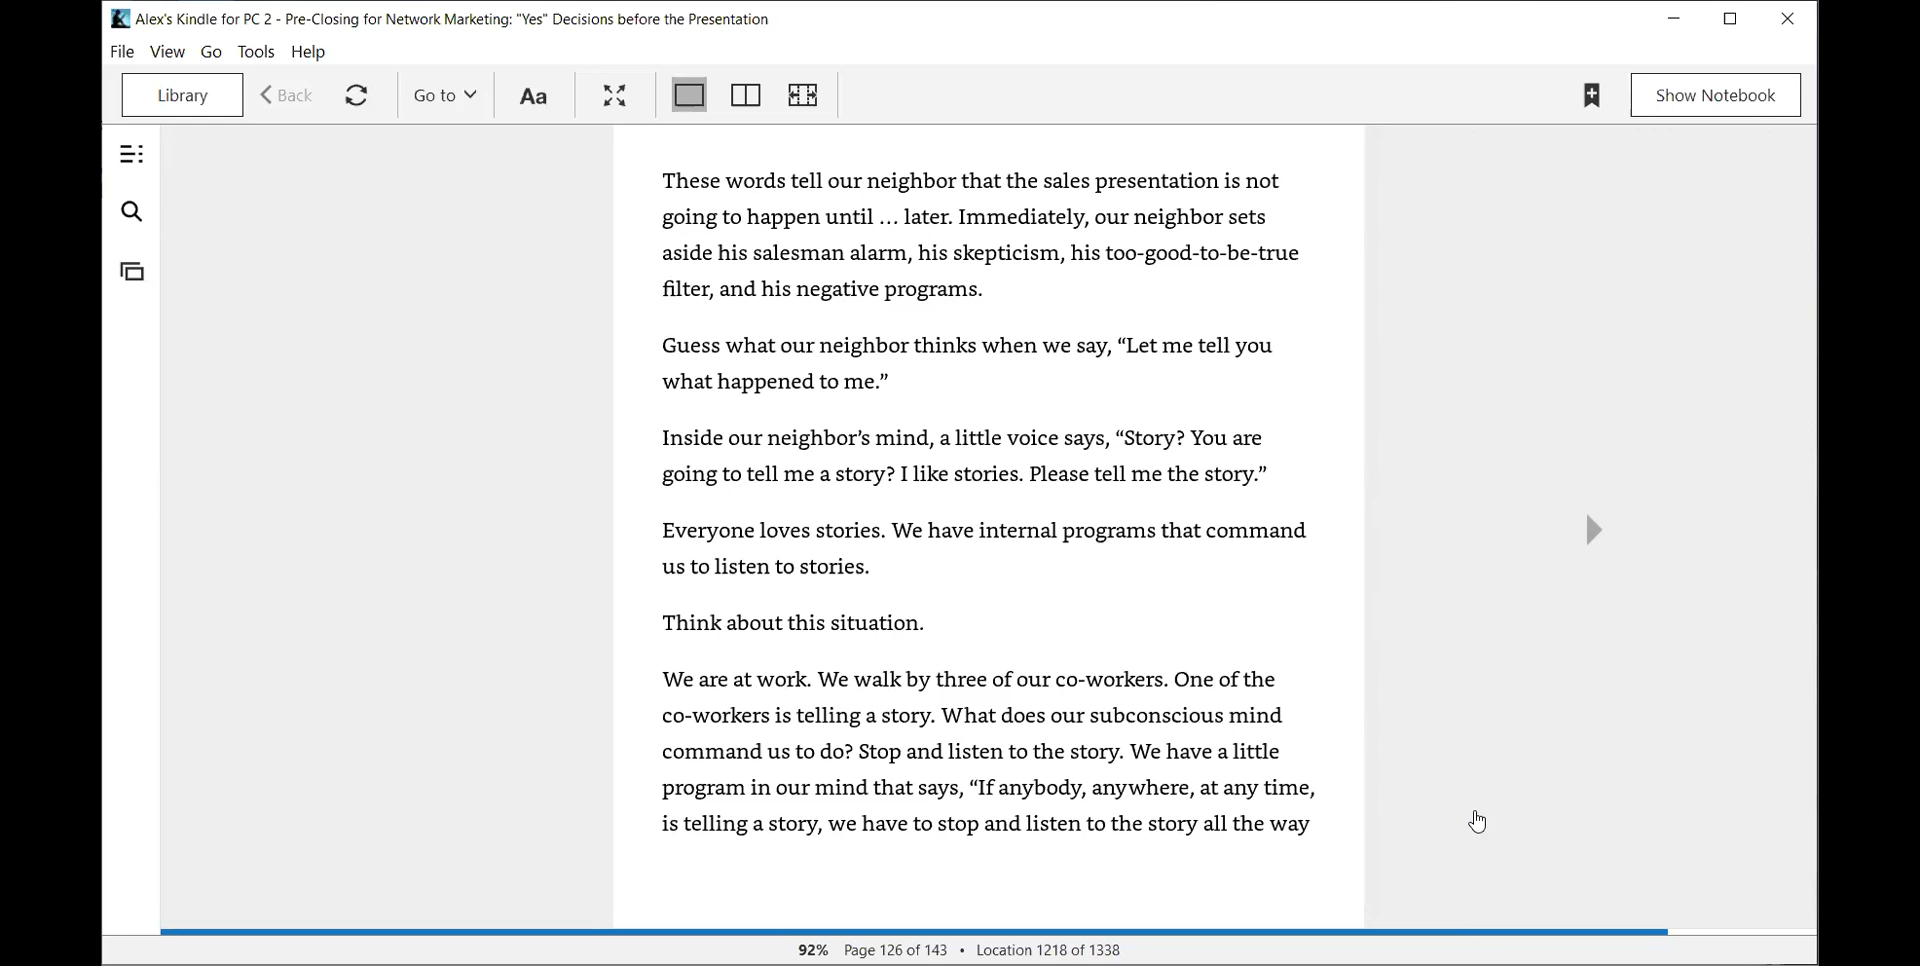 Alex's Kindle for PC 2 - Pre-Closing for Network Marketing: "Yes" Decisions before the Presentation
File View Go Tools Help
Library Back Go to Aa Show Notebook
These words tell our neighbor that the sales presentation is not
going to happen until … later. Immediately, our neighbor sets
aside his salesman alarm, his skepticism, his too-good-to-be-true
filter, and his negative programs.
Guess what our neighbor thinks when we say, “Let me tell you
what happened to me.”
Inside our neighbor’s mind, a little voice says, “Story? You are
going to tell me a story? I like stories. Please tell me the story.”
Everyone loves stories. We have internal programs that command
us to listen to stories.
Think about this situation.
We are at work. We walk by three of our co-workers. One of the
co-workers is telling a story. What does our subconscious mind
command us to do? Stop and listen to the story. We have a little
program in our mind that says, “If anybody, anywhere, at any time,
is telling a story, we have to stop and listen to the story all the way
92% Page 126 of 143 • Location 1218 of 1338